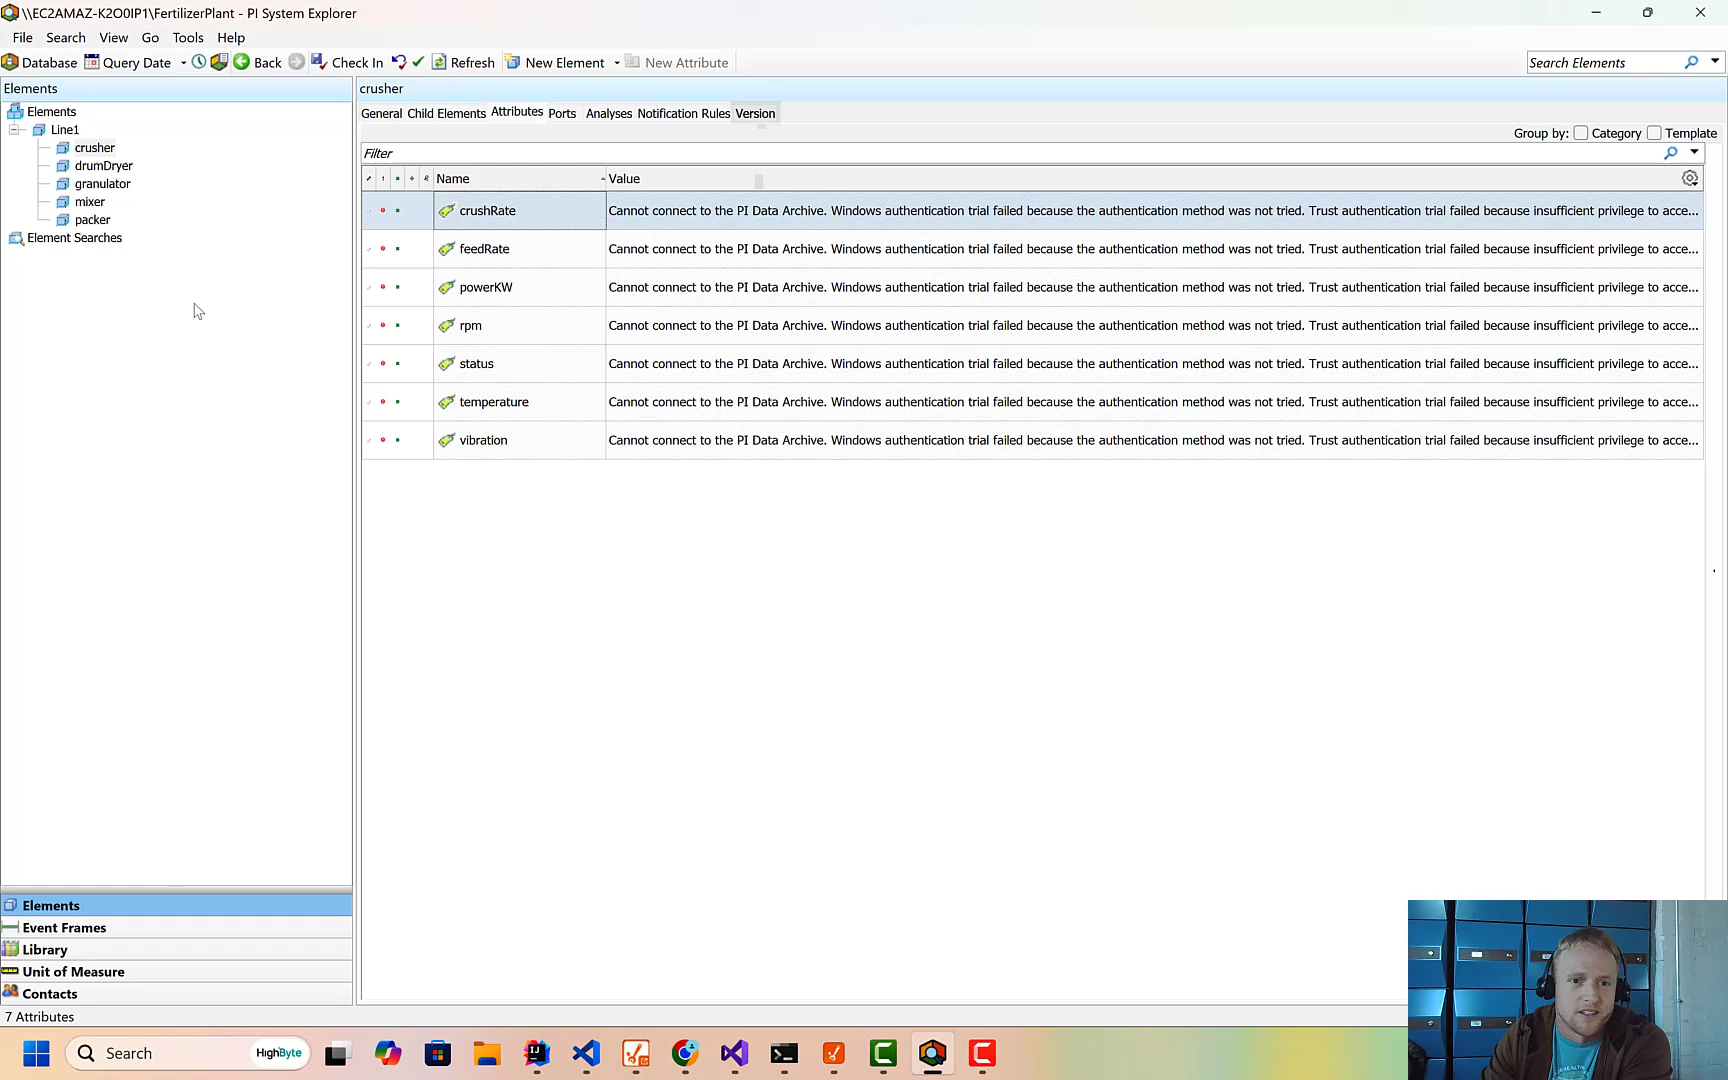 \\EC2AMAZ-K2O0IP1\FertilizerPlant - PI System Explorer
File Search View Go Tools Help
Database Query Date Back Check In Refresh New Element New Attribute Search Elements
Elements
crusher
Elements
Line1
crusher
drumDryer
granulator
mixer
packer
Element Searches
General Child Elements Attributes Ports Analyses Notification Rules Version
Group by: Category Template
Filter
Name Value
crushRate Cannot connect to the PI Data Archive. Windows authentication trial failed because the authentication method was not tried. Trust authentication trial failed because insufficient privilege to acce...
feedRate Cannot connect to the PI Data Archive. Windows authentication trial failed because the authentication method was not tried. Trust authentication trial failed because insufficient privilege to acce...
powerKW Cannot connect to the PI Data Archive. Windows authentication trial failed because the authentication method was not tried. Trust authentication trial failed because insufficient privilege to acce...
rpm Cannot connect to the PI Data Archive. Windows authentication trial failed because the authentication method was not tried. Trust authentication trial failed because insufficient privilege to acce...
status Cannot connect to the PI Data Archive. Windows authentication trial failed because the authentication method was not tried. Trust authentication trial failed because insufficient privilege to acce...
temperature Cannot connect to the PI Data Archive. Windows authentication trial failed because the authentication method was not tried. Trust authentication trial failed because insufficient privilege to acce...
vibration Cannot connect to the PI Data Archive. Windows authentication trial failed because the authentication method was not tried. Trust authentication trial failed because insufficient privilege to acce...
Elements
Event Frames
Library
Unit of Measure
Contacts
7 Attributes
Search HighByte